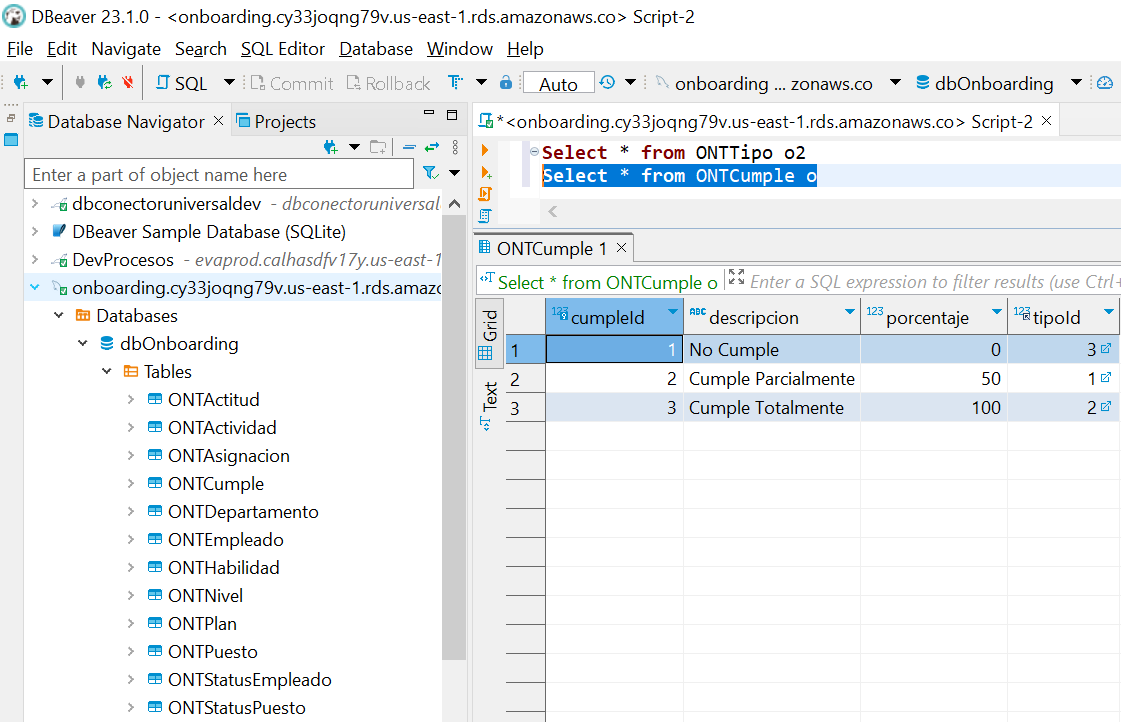 DBeaver 23.1.0 - <onboarding.cy33joqng79v.us-east-1.rds.amazonaws.co> Script-2
File Edit Navigate Search SQL Editor Database Window Help
SQL Commit Rollback Auto onboarding ... zonaws.co dbOnboarding
Database Navigator Projects
Enter a part of object name here
dbconectoruniversaldev - dbconectoruniversal
DBeaver Sample Database (SQLite)
DevProcesos - evaprod.calhasdfv17y.us-east-1
onboarding.cy33joqng79v.us-east-1.rds.amazo
Databases
dbOnboarding
Tables
ONTActitud
ONTActividad
ONTAsignacion
ONTCumple
ONTDepartamento
ONTEmpleado
ONTHabilidad
ONTNivel
ONTPlan
ONTPuesto
ONTStatusEmpleado
ONTStatusPuesto
*<onboarding.cy33joqng79v.us-east-1.rds.amazonaws.co> Script-2
Select * from ONTTipo o2
Select * from ONTCumple o
ONTCumple 1
Select * from ONTCumple o Enter a SQL expression to filter results (use Ctrl+
Grid
Text
123 cumpleId ABC descripcion 123 porcentaje 123 tipoId
1 1 No Cumple 0 3
2 2 Cumple Parcialmente 50 1
3 3 Cumple Totalmente 100 2